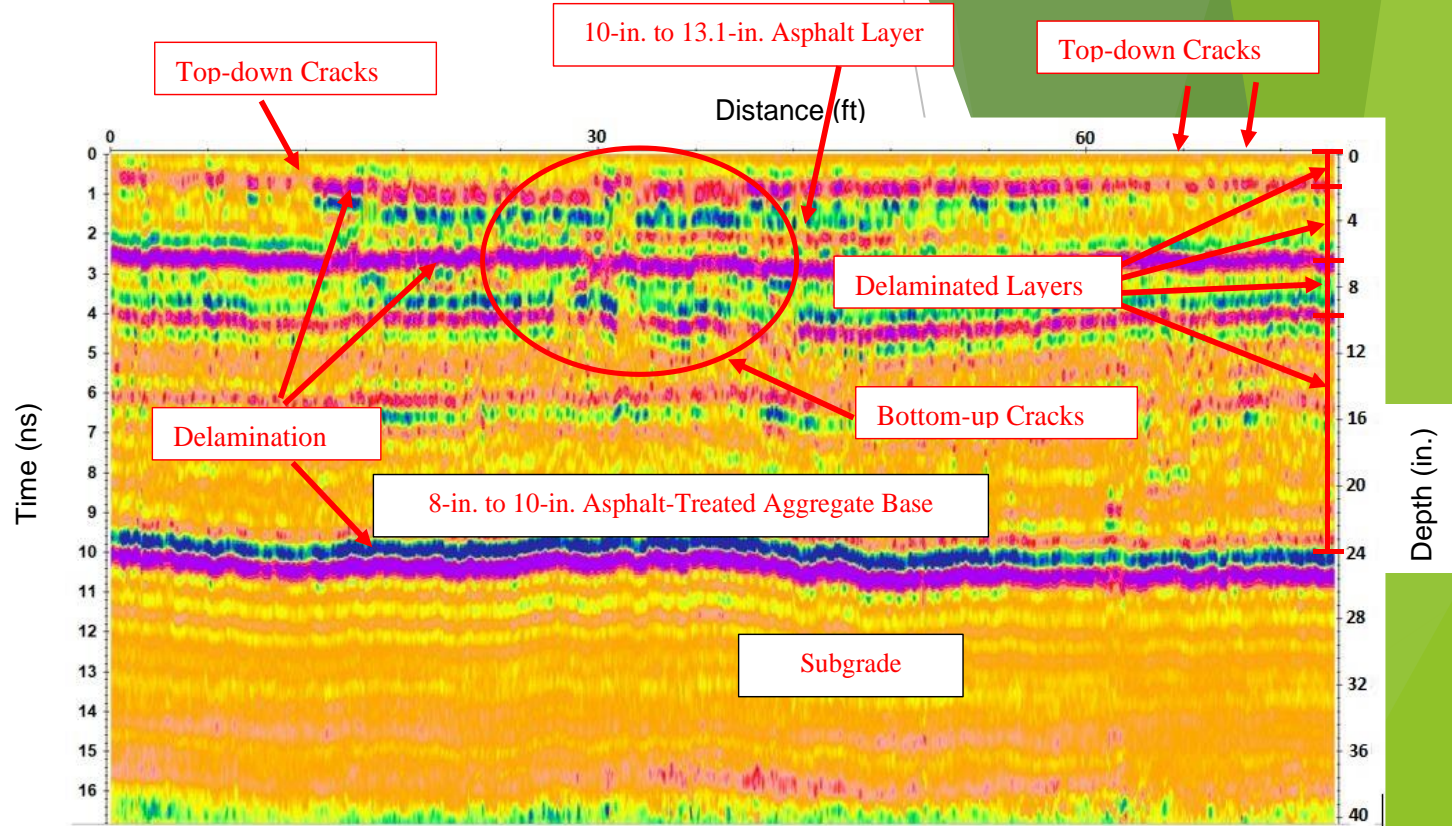 10-in. to 13.1-in. Asphalt Layer
Top-down Cracks
Top-down Cracks
Distance (ft)
0
30
60
0
1
2
3
4
5
6
7
8
9
10
11
12
13
14
15
16
Time (ns)
0
4
8
12
16
20
24
28
32
36
40
Depth (in.)
Delaminated Layers
Bottom-up Cracks
Delamination
8-in. to 10-in. Asphalt-Treated Aggregate Base
Subgrade